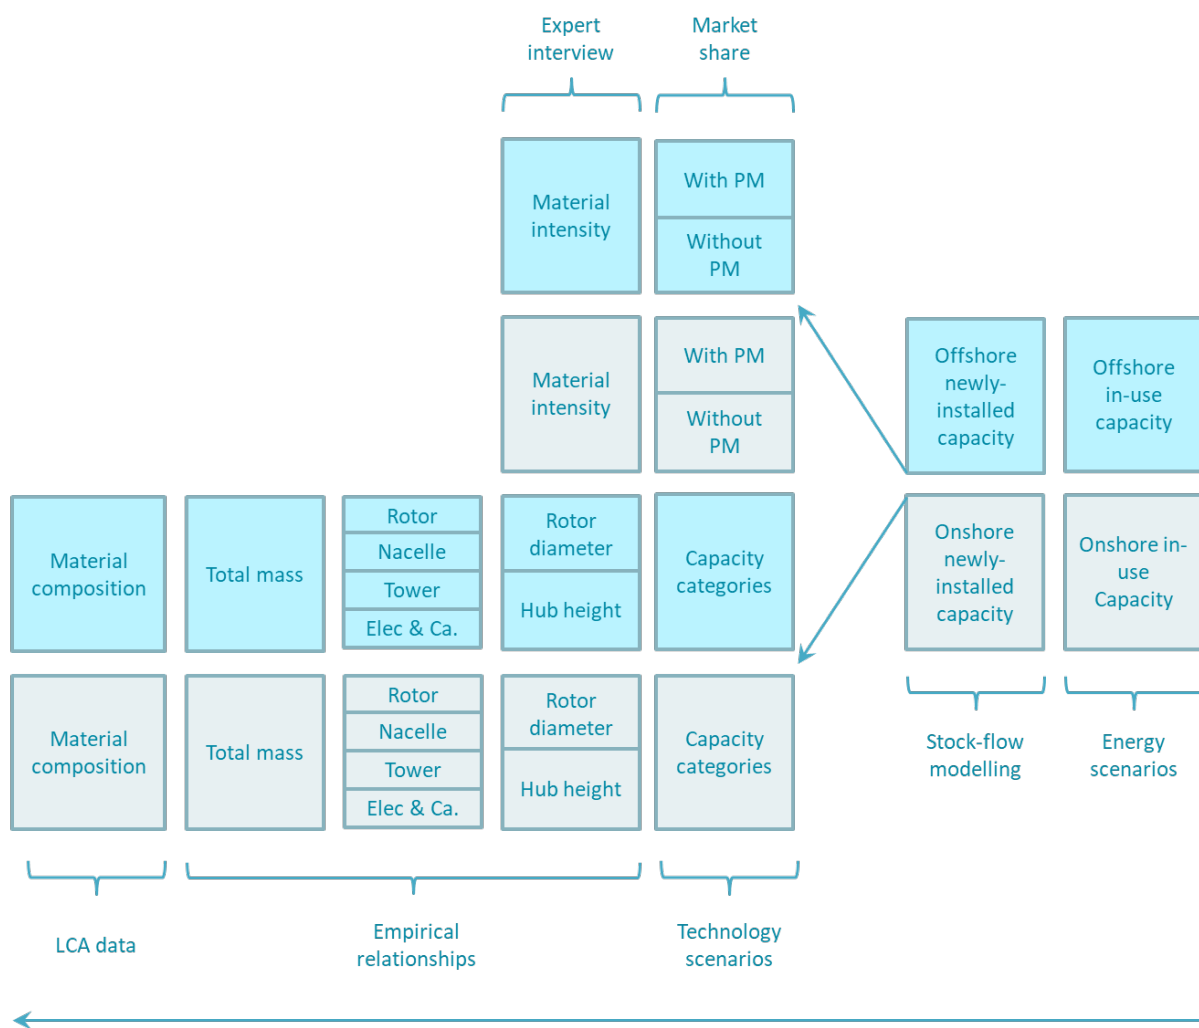 Expert
interview
Market
share
Material
intensity
With PM
Without
PM
Material
intensity
With PM
Without
PM
Offshore
newly-
installed
capacity
Offshore
in-use
capacity
Material
composition
Total mass
Rotor
Nacelle
Tower
Elec & Ca.
Rotor
diameter
Hub height
Capacity
categories
Onshore
newly-
installed
capacity
Onshore in-
use
Capacity
Material
composition
Total mass
Rotor
Nacelle
Tower
Elec & Ca.
Rotor
diameter
Hub height
Capacity
categories
Stock-flow
modelling
Energy
scenarios
LCA data
Empirical
relationships
Technology
scenarios